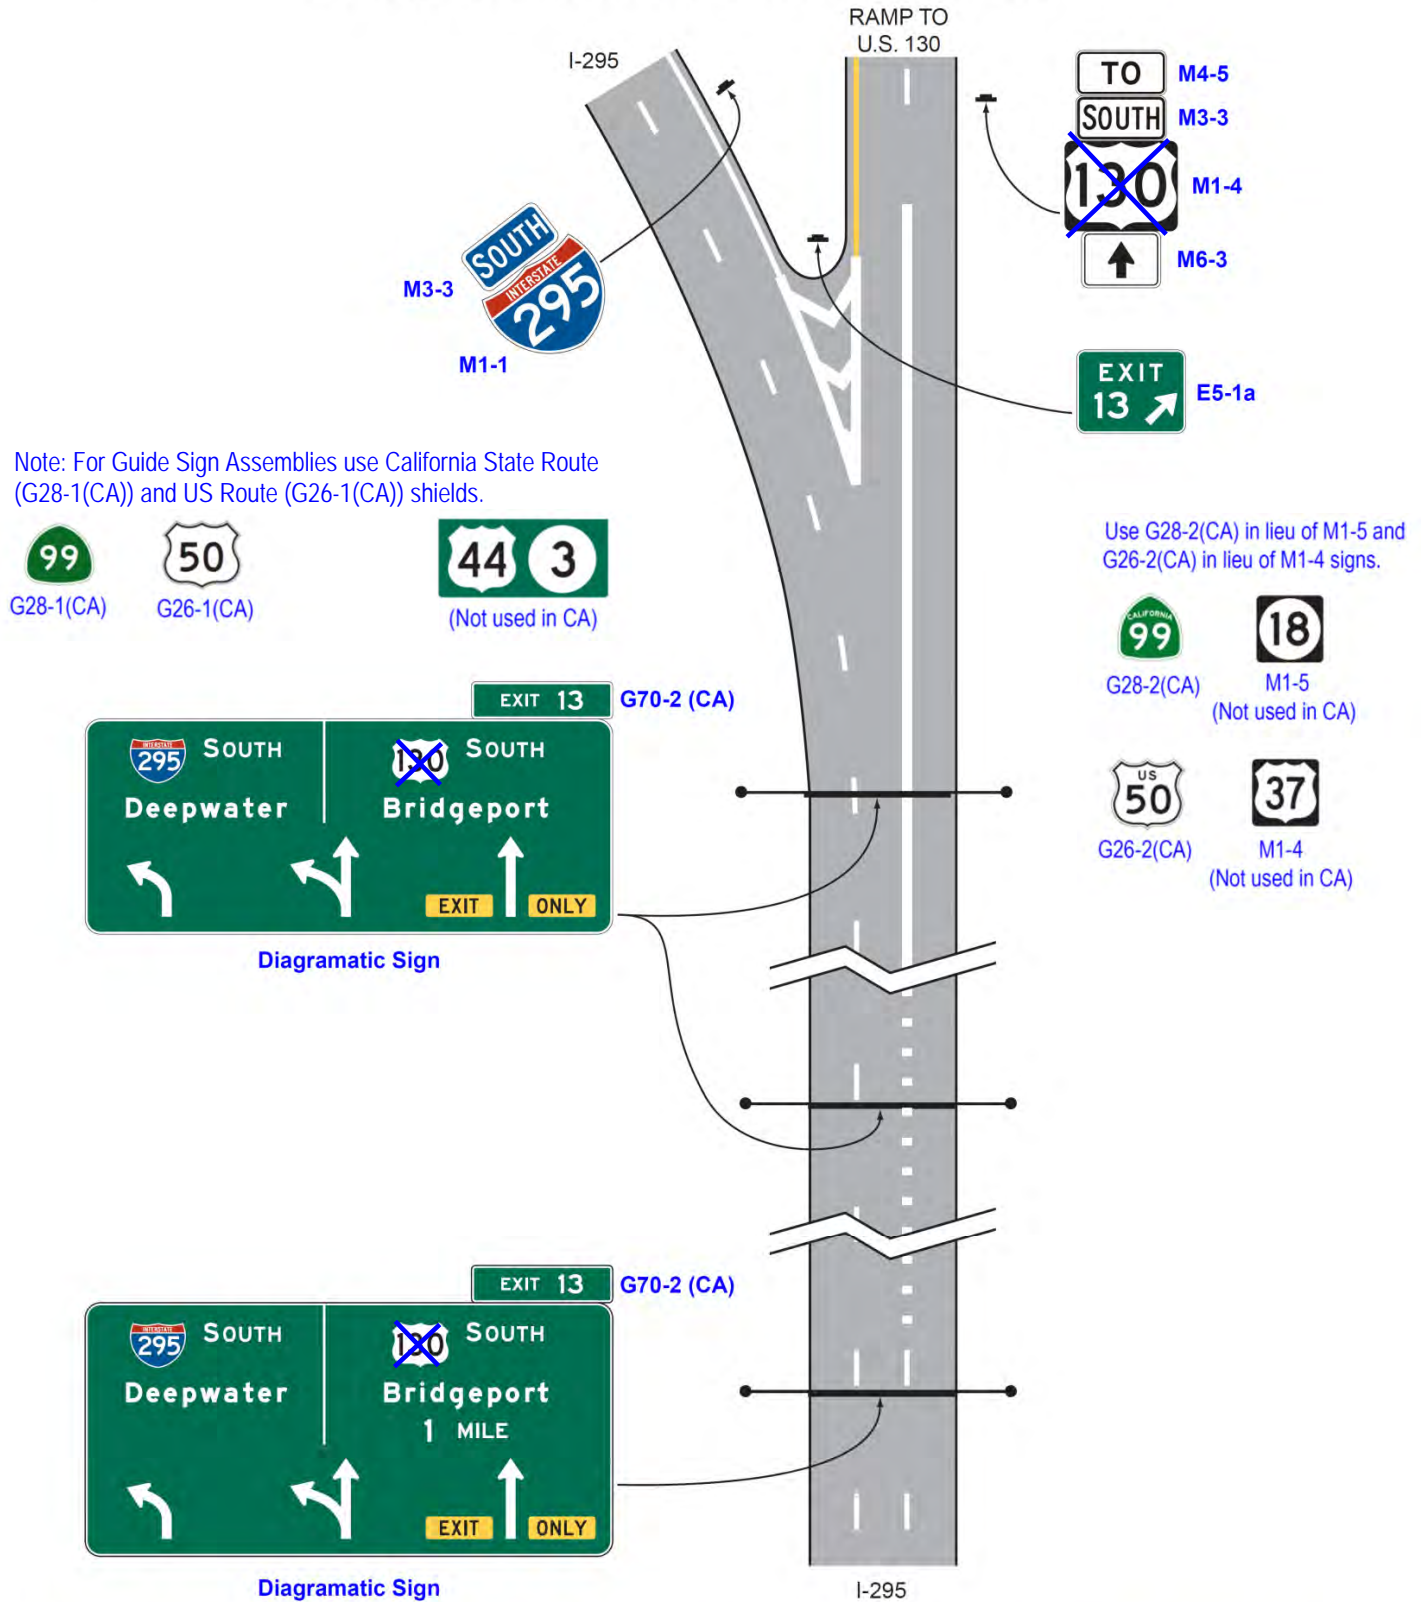 RAMP TO
U.S. 130
I-295
TO
M4-5
SOUTH
M3-3
130
M1-4
M6-3
SOUTH
INTERSTATE
295
M3-3
M1-1
EXIT
13
E5-1a
Note: For Guide Sign Assemblies use California State Route
(G28-1(CA)) and US Route (G26-1(CA)) shields.
99
G28-1(CA)
50
G26-1(CA)
44 3
(Not used in CA)
Use G28-2(CA) in lieu of M1-5 and
G26-2(CA) in lieu of M1-4 signs.
CALIFORNIA
99
G28-2(CA)
18
M1-5
(Not used in CA)
US
50
G26-2(CA)
37
M1-4
(Not used in CA)
EXIT 13
G70-2 (CA)
INTERSTATE
295 SOUTH
Deepwater
130 SOUTH
Bridgeport
EXIT ONLY
Diagramatic Sign
EXIT 13
G70-2 (CA)
INTERSTATE
295 SOUTH
Deepwater
130 SOUTH
Bridgeport
1 MILE
EXIT ONLY
Diagramatic Sign
I-295